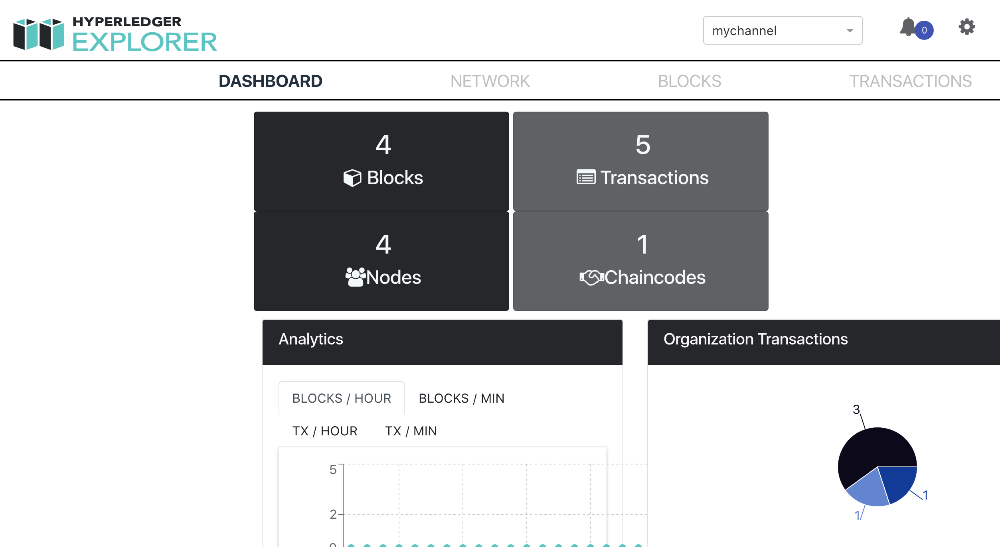 HYPERLEDGER
EXPLORER
mychannel
0
DASHBOARD NETWORK BLOCKS TRANSACTIONS
4
Blocks
5
Transactions
4
Nodes
1
Chaincodes
Analytics
BLOCKS / HOUR BLOCKS / MIN
TX / HOUR TX / MIN
5
2
0
Organization Transactions
3
1
1